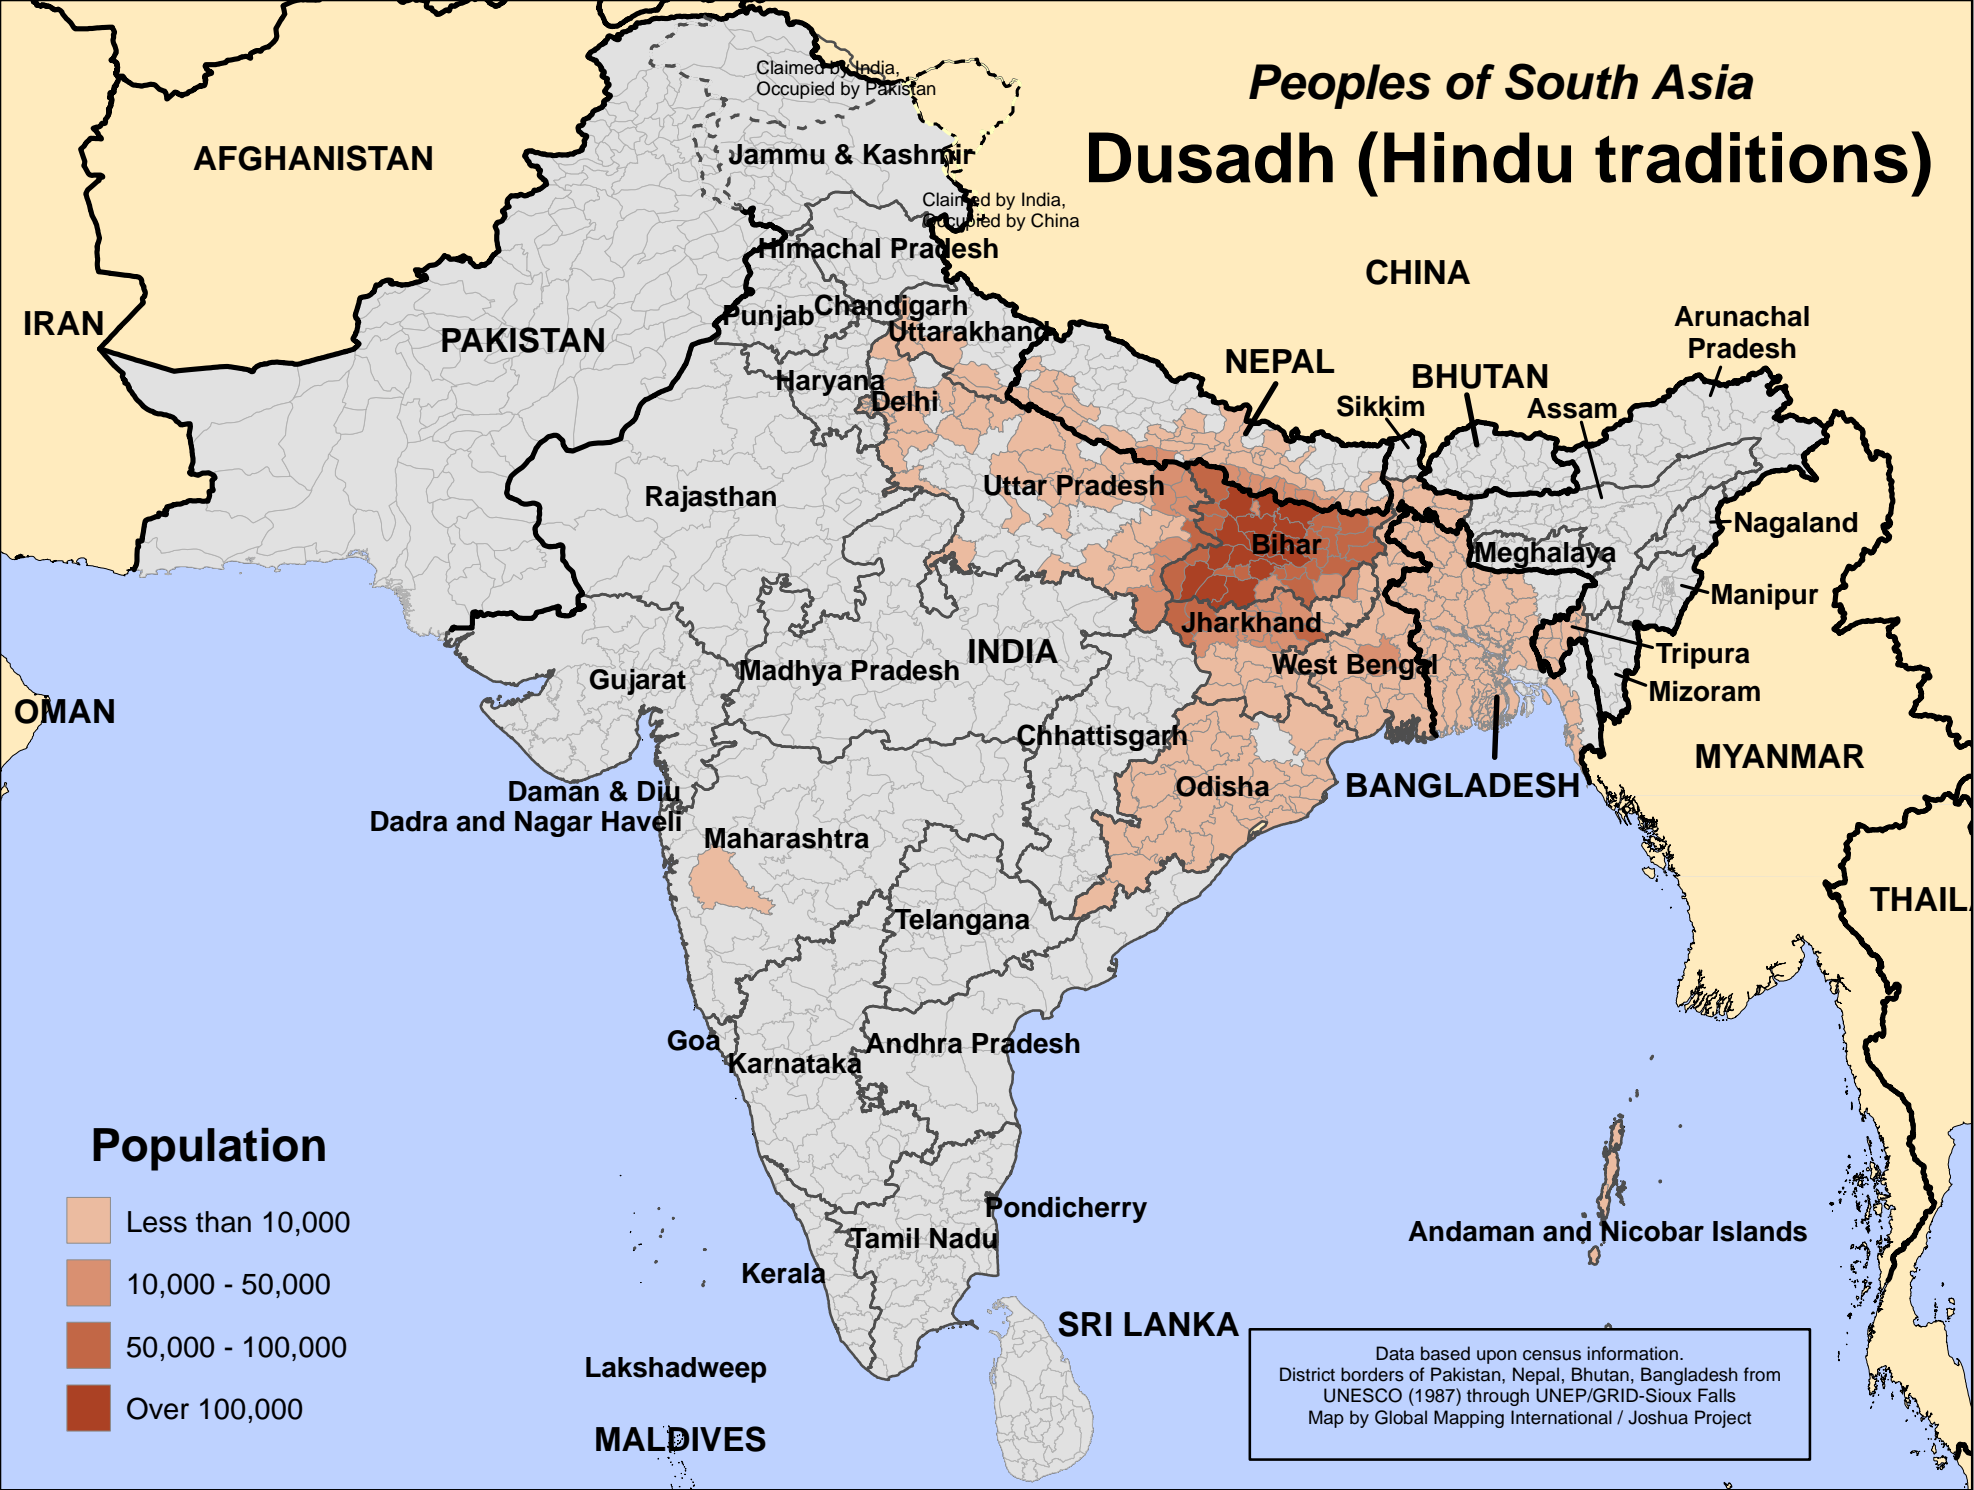 Peoples of South Asia
Dusadh (Hindu traditions)
Claimed by India,
Occupied by Pakistan
AFGHANISTAN
Jammu & Kashmir
Claimed by India,
Occupied by China
Himachal Pradesh
CHINA
IRAN
PAKISTAN
Punjab
Chandigarh
Uttarakhand
Arunachal
Pradesh
NEPAL
BHUTAN
Haryana
Delhi
Sikkim
Assam
Rajasthan
Uttar Pradesh
Nagaland
Bihar
Meghalaya
Manipur
Jharkhand
INDIA
Tripura
West Bengal
Madhya Pradesh
Gujarat
Mizoram
OMAN
Chhattisgarh
MYANMAR
Odisha
BANGLADESH
Daman & Diu
Dadra and Nagar Haveli
Maharashtra
Telangana
THAIL
Goa
Andhra Pradesh
Karnataka
Population
Less than 10,000
10,000 - 50,000
50,000 - 100,000
Over 100,000
Pondicherry
Tamil Nadu
Andaman and Nicobar Islands
Kerala
SRI LANKA
Lakshadweep
MALDIVES
Data based upon census information.
District borders of Pakistan, Nepal, Bhutan, Bangladesh from
UNESCO (1987) through UNEP/GRID-Sioux Falls
Map by Global Mapping International / Joshua Project